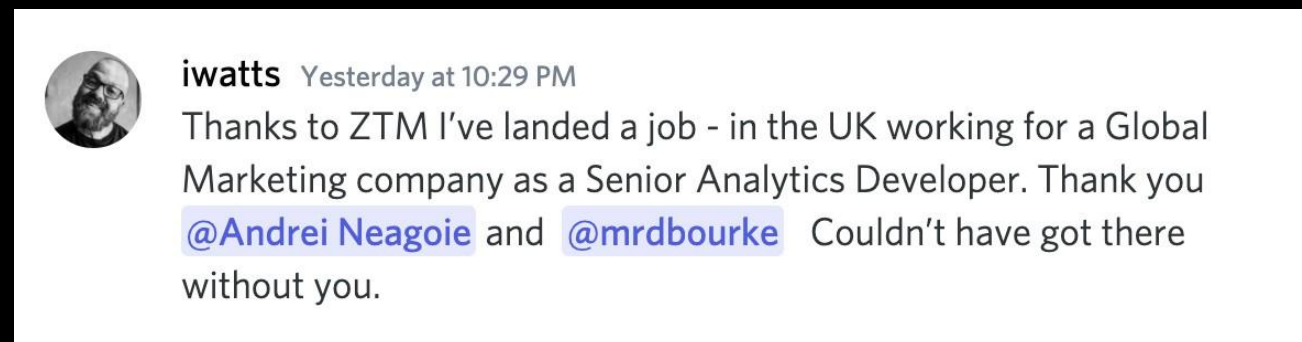 iwatts Yesterday at 10:29 PM
Thanks to ZTM I've landed a job - in the UK working for a Global
Marketing company as a Senior Analytics Developer. Thank you
@Andrei Neagoie and @mrdbourke Couldn't have got there
without you.